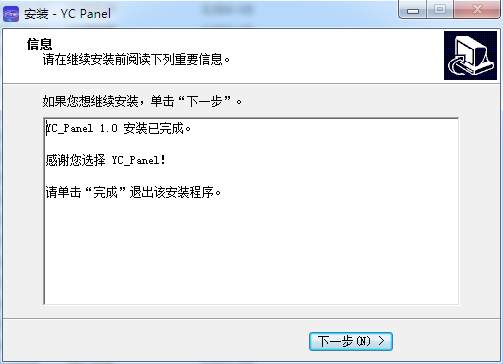 安装 - YC Panel
信息
请在继续安装前阅读下列重要信息。
如果您想继续安装，单击“下一步”。
YC_Panel 1.0 安装已完成。
感谢您选择 YC_Panel！
请单击“完成”退出该安装程序。
下一步(N) >